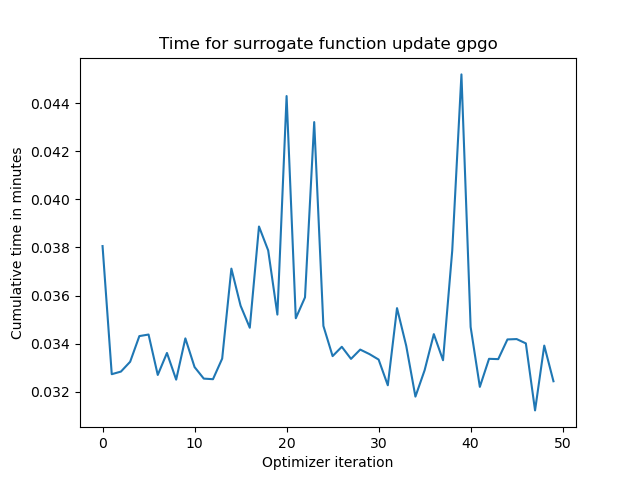 Time for surrogate function update gpgo
Cumulative time in minutes
0.044
0.042
0.040
0.038
0.036
0.034
0.032
0 10 20 30 40 50
Optimizer iteration